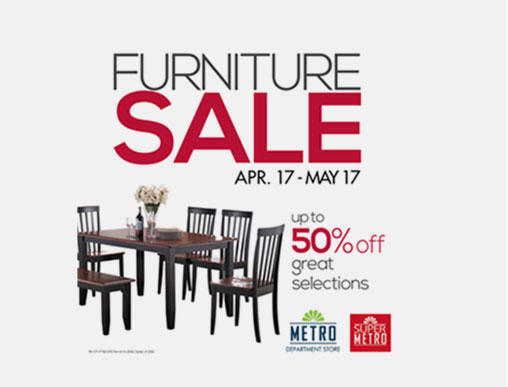 FURNITURE
SALE
APR. 17 - MAY 17
up to
50% off
great
selections
METRO
DEPARTMENT STORE
SUPER
METRO